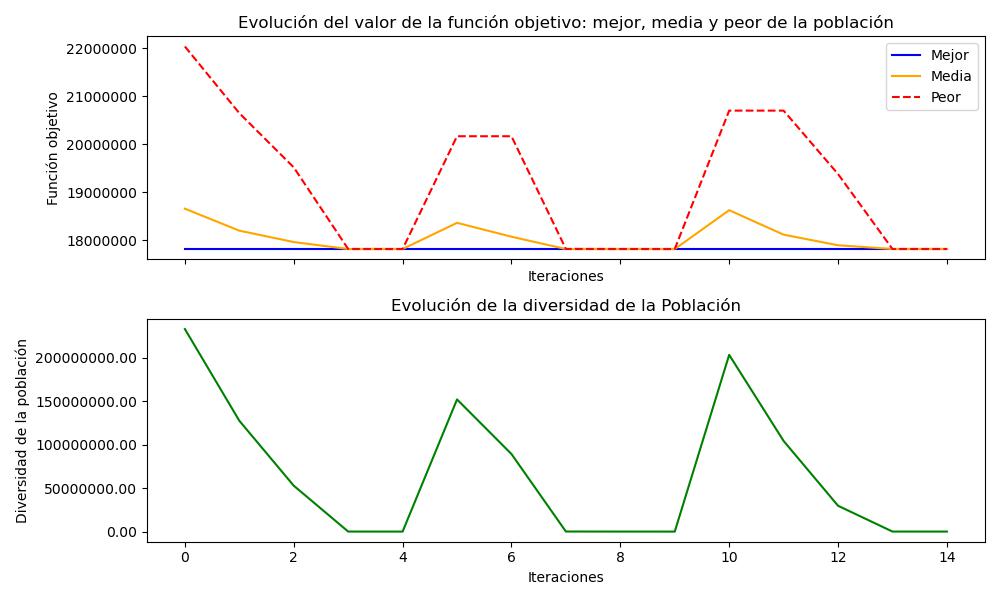 Evolución del valor de la función objetivo: mejor, media y peor de la población
22000000
21000000
20000000
19000000
18000000
Función objetivo
Mejor
Media
Peor
Iteraciones
Evolución de la diversidad de la Población
200000000.00
150000000.00
100000000.00
50000000.00
0.00
Diversidad de la población
0 2 4 6 8 10 12 14
Iteraciones